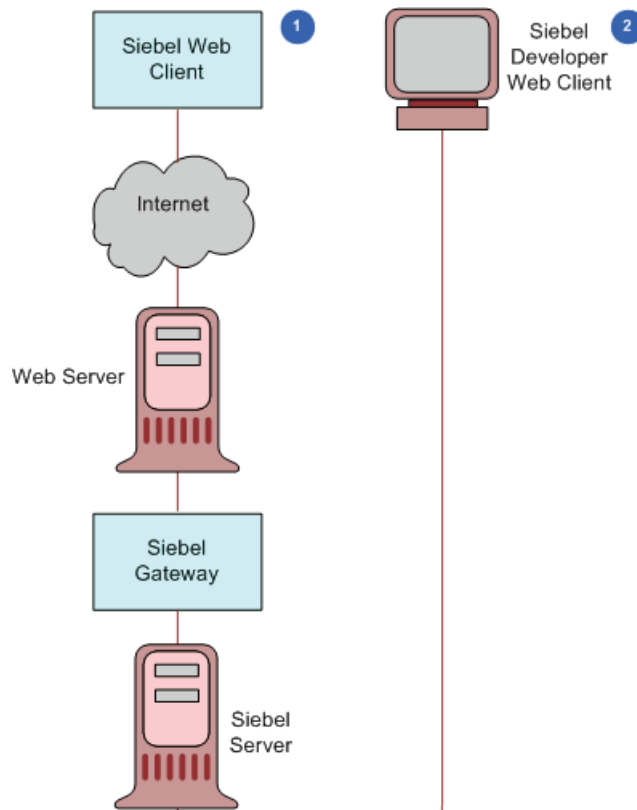 Siebel Web
Client
1
Siebel
Developer
Web Client
2
Internet
Web Server
Siebel
Gateway
Siebel
Server